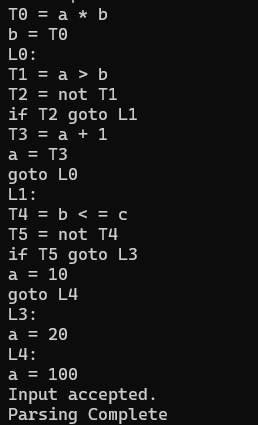 T0 = a * b
b = T0
L0:
T1 = a > b
T2 = not T1
if T2 goto L1
T3 = a + 1
a = T3
goto L0
L1:
T4 = b < = c
T5 = not T4
if T5 goto L3
a = 10
goto L4
L3:
a = 20
L4:
a = 100
Input accepted.
Parsing Complete